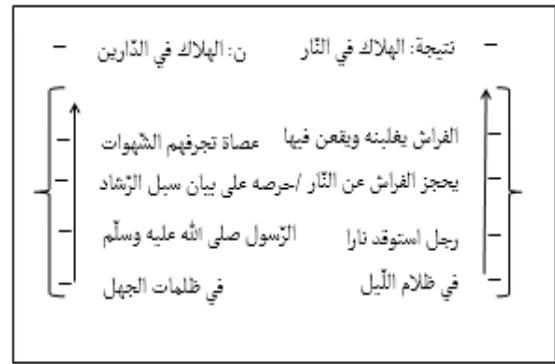 – نتيجة: الهلاك في النّار ن: الهلاك في الدّارين –
– الفراش يغلبنه ويقعن فيها عصاة تجرفهم الشّهوات –
– يحجز الفراش عن النّار /حرصه على بيان سبل الرّشاد –
– رجل استوقد نارا الرّسول صلى الله عليه وسلّم –
– في ظلام اللّيل في ظلمات الجهل –